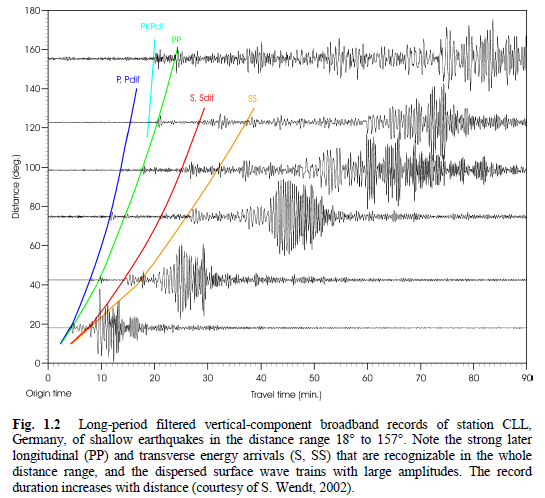 180
160
140
120
100
80
60
40
20
0
Distance (deg.)
PKPdf
PP
P, Pdif
S, Sdif
SS
0 10 20 30 40 50 60 70 80 90
Origin time
Travel time (min.)
Fig. 1.2 Long-period filtered vertical-component broadband records of station CLL,
Germany, of shallow earthquakes in the distance range 18° to 157°. Note the strong later
longitudinal (PP) and transverse energy arrivals (S, SS) that are recognizable in the whole
distance range, and the dispersed surface wave trains with large amplitudes. The record
duration increases with distance (courtesy of S. Wendt, 2002).